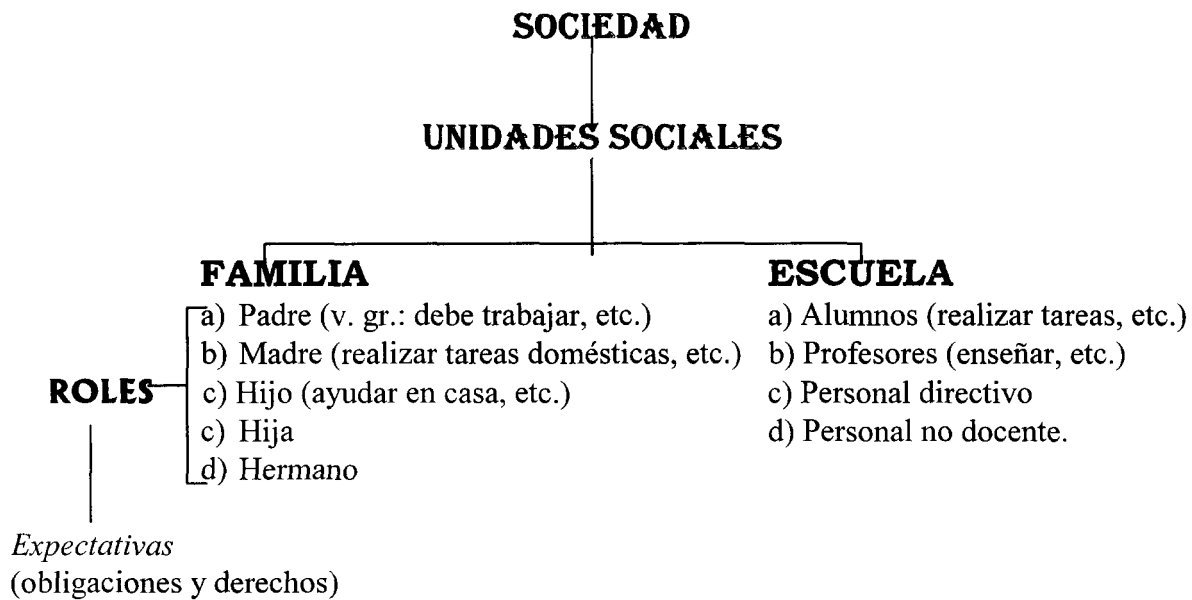 SOCIEDAD
UNIDADES SOCIALES
FAMILIA
a) Padre (v. gr.: debe trabajar, etc.)
b) Madre (realizar tareas domésticas, etc.)
c) Hijo (ayudar en casa, etc.)
c) Hija
d) Hermano
ESCUELA
a) Alumnos (realizar tareas, etc.)
b) Profesores (enseñar, etc.)
c) Personal directivo
d) Personal no docente.
ROLES
Expectativas
(obligaciones y derechos)